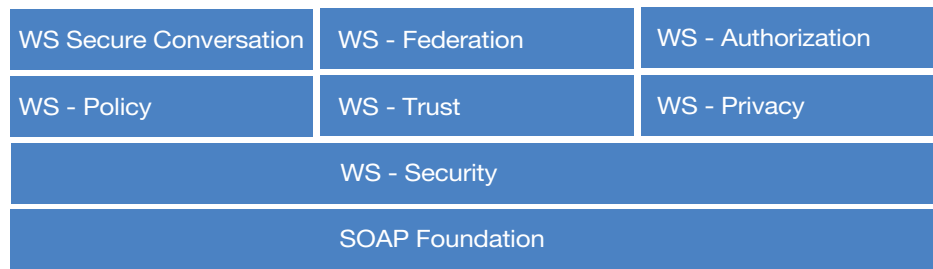 WS Secure Conversation
WS - Federation
WS - Authorization
WS - Policy
WS - Trust
WS - Privacy
WS - Security
SOAP Foundation